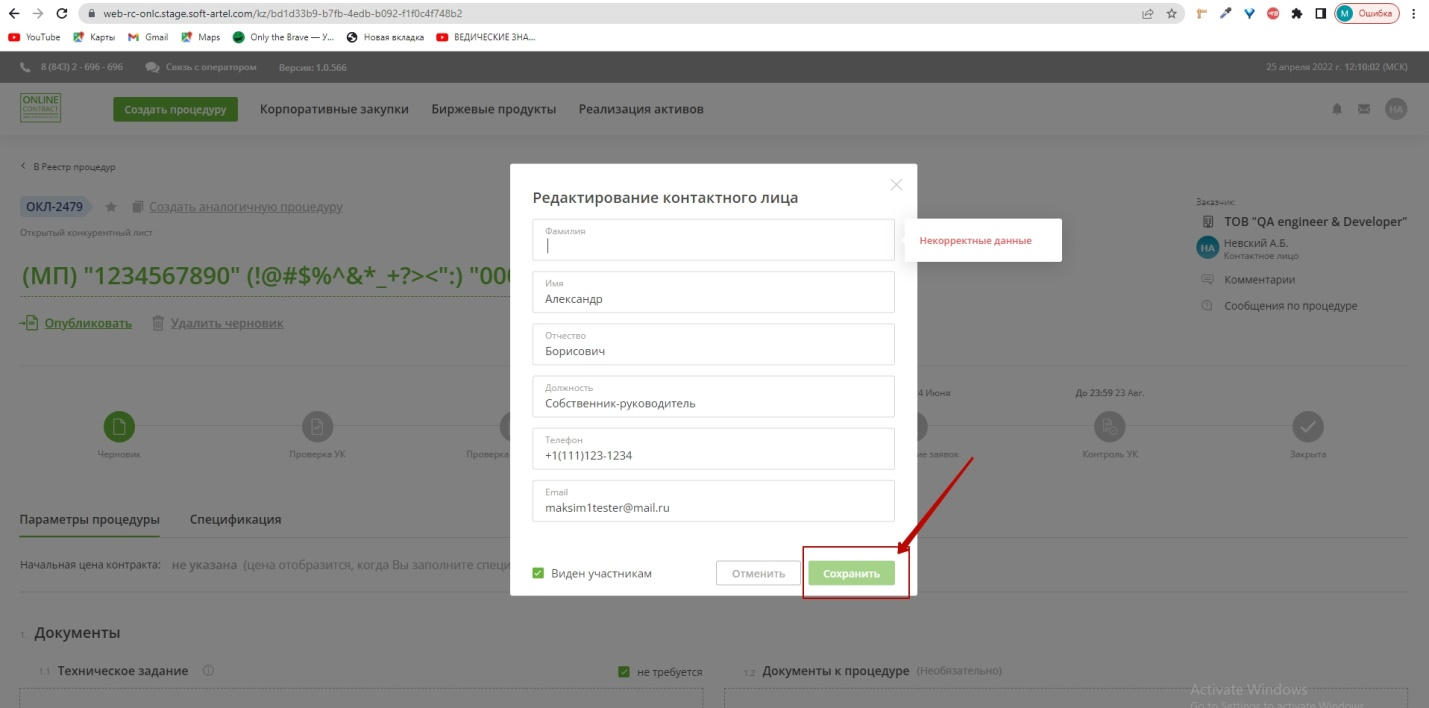 web-rc-onlc.stage.soft-artel.com/kz/bd1d33b9-b7fb-4edb-b092-f1f0c4f748b2
M Ошибка
YouTube Карты Gmail Maps Only the Brave — У... Новая вкладка ВЕДИЧЕСКИЕ ЗНА...
8 (843) 2 - 696 - 696 Связь с оператором Версия: 1.0.566 25 апреля 2022 г. 12:10:02 (МСК)
ONLINE
CONTRACT
Создать процедуру Корпоративные закупки Биржевые продукты Реализация активов НА
В Реестр процедур
ОКЛ-2479 Создать аналогичную процедуру
Открытый конкурентный лист
(МП) "1234567890" (!@#$%^&*_+?><":) "000
Опубликовать Удалить черновик
Заказчик:
ТОВ "QA engineer & Developer"
НА Невский А.Б.
Контактное лицо
Комментарии
Сообщения по процедуре
Редактирование контактного лица
Фамилия
Некорректные данные
Имя
Александр
Отчество
Борисович
Должность
Собственник-руководитель
Телефон
+1(111)123-1234
Email
maksim1tester@mail.ru
Виден участникам Отменить Сохранить
4 Июня До 23:59 23 Авг.
Черновик Проверка УК Проверка ие заявок Контроль УК Закрыта
Параметры процедуры Спецификация
Начальная цена контракта: не указана (цена отобразится, когда Вы заполните специ
1. Документы
1.1 Техническое задание не требуется 1.2 Документы к процедуре (Необязательно)
Activate Windows
Go to Settings to activate Windows.